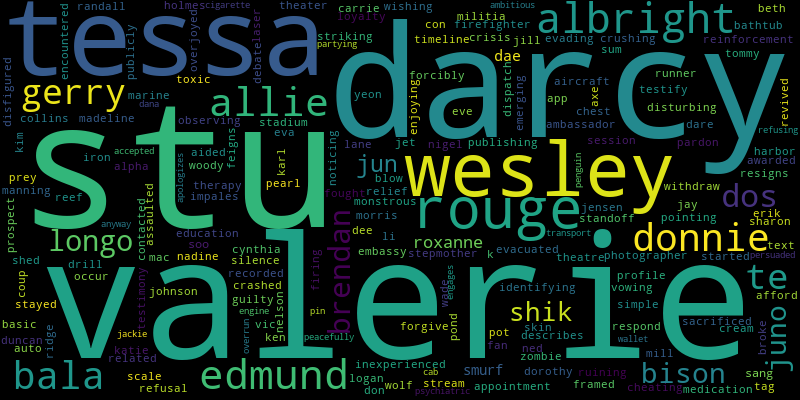 randall holmes cigarette theater carrie wishing ambitious beth
tessa encountered publicly overjoyed debate laser loyalty con militia firefighter albright bathtub
partying striking timeline crisis jill evading crushing reinforcement
disfigured toxic dae sum tommy
gerry marine allie forcibly dispatch emerging aircraft runner testify revived
dana yeon enjoying darcy app axe disturbing
collins madeline observing stadium eve chest ambassador dare refusing
kim accepted eva noticing lane jet nigel publishing session pardon harbor
stu iron aided feigns karl jun wesley penguin awarded
prey alpha woody blow resigns
manning therapy pearl relief withdraw dos
reef impales apologizes monstrous rouge jensen jay erik
prospect assaulted contracted fought morris standoff pointing sharon
longo education brendan dee li roxanne transport donnie text
anyway soo cynthia embassy evacuated theatre photographer started persuaded
shed mac nadine silence firing stepmother k
drill recorded engages identifying profile te
coup occur testimony crashed wade shik vowing afford
stayed johnson guilty nelson pin simple sacrificed juno
valerie engine
basic jackie vic forgive pond pot skin respond cream
duncan ridge katie overrun ken peacefully describes wallet broke
auto related fan ned zombie mill
inexperienced cab smurf dorothy ruining bison sang
bala scale edmund logan wolf stream appointment framed medication tag
refusal don psychiatric cheating